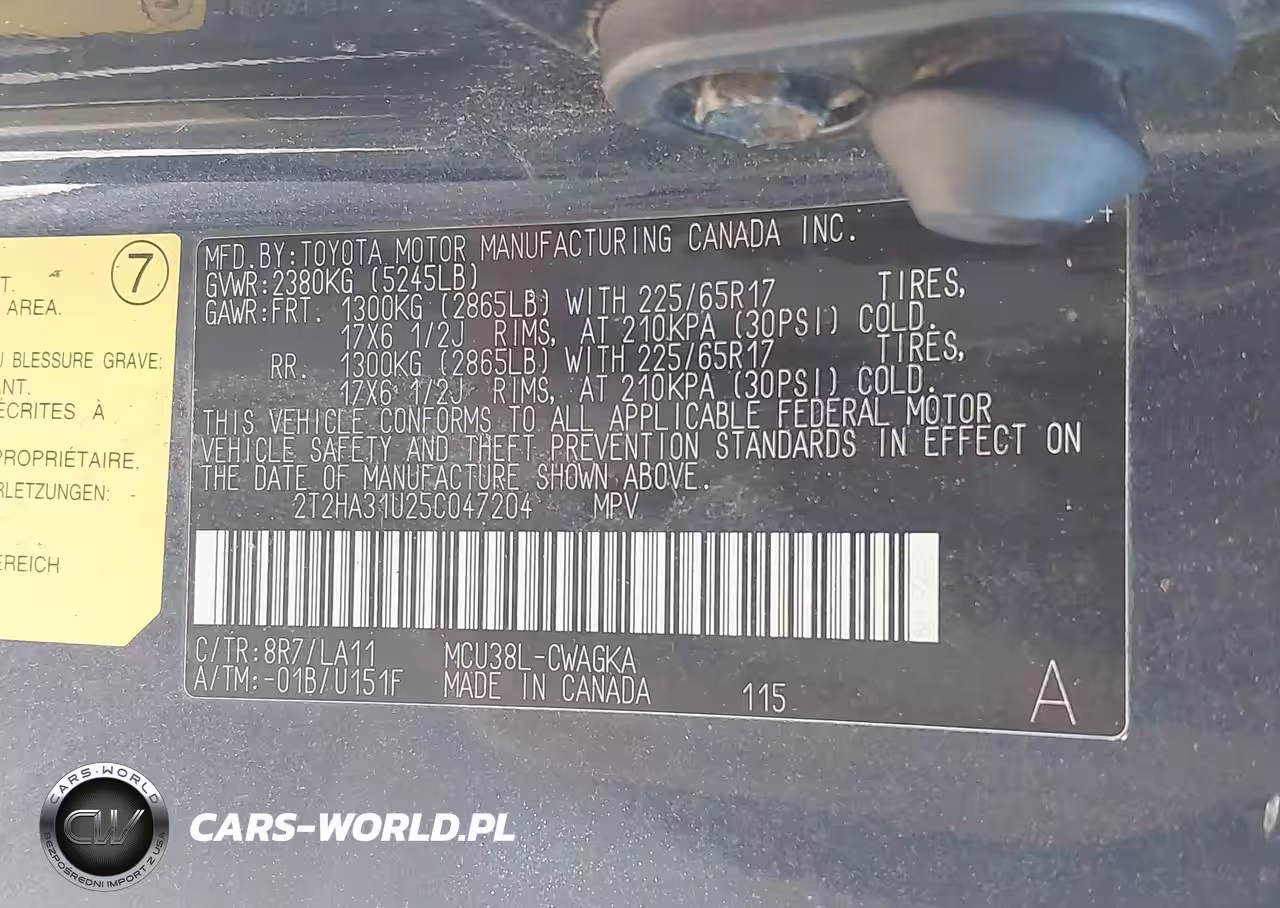 7
T.
AREA.
U BLESSURE GRAVE:
ANT.
ÉCRITES À
PROPRIÉTAIRE.
RLETZUNGEN: -
EREICH
MFD. BY: TOYOTA MOTOR MANUFACTURING CANADA INC.
GVWR: 2380KG (5245LB)
GAWR: FRT. 1300KG (2865LB) WITH 225/65R17 TIRES,
17X6 1/2J RIMS, AT 210KPA (30PSI) COLD.
RR. 1300KG (2865LB) WITH 225/65R17 TIRES,
17X6 1/2J RIMS, AT 210KPA (30PSI) COLD.
THIS VEHICLE CONFORMS TO ALL APPLICABLE FEDERAL MOTOR
VEHICLE SAFETY AND THEFT PREVENTION STANDARDS IN EFFECT ON
THE DATE OF MANUFACTURE SHOWN ABOVE.
2T2HA31U25C047204 MPV
C/TR: 8R7/LA11 MCU38L-CWAGKA
A/TM: -01B/U151F MADE IN CANADA 115 A
CARS-WORLD
CW
BEZPOŚREDNI IMPORT Z USA
CARS-WORLD.PL